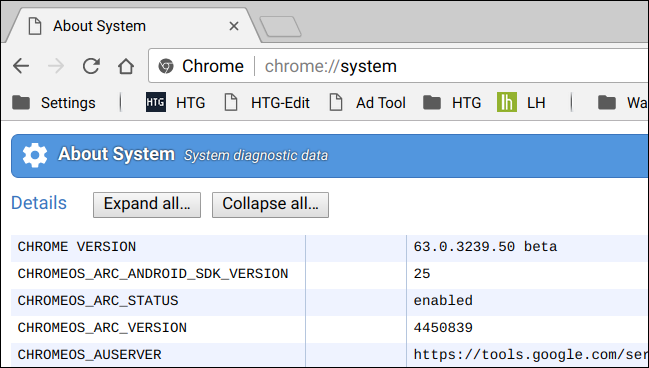 About System
Chrome chrome://system
Settings HTG HTG-Edit Ad Tool HTG lh LH Wa
About System System diagnostic data
Details Expand all... Collapse all...
CHROME VERSION 63.0.3239.50 beta
CHROMEOS_ARC_ANDROID_SDK_VERSION 25
CHROMEOS_ARC_STATUS enabled
CHROMEOS_ARC_VERSION 4450839
CHROMEOS_AUSERVER https://tools.google.com/ser